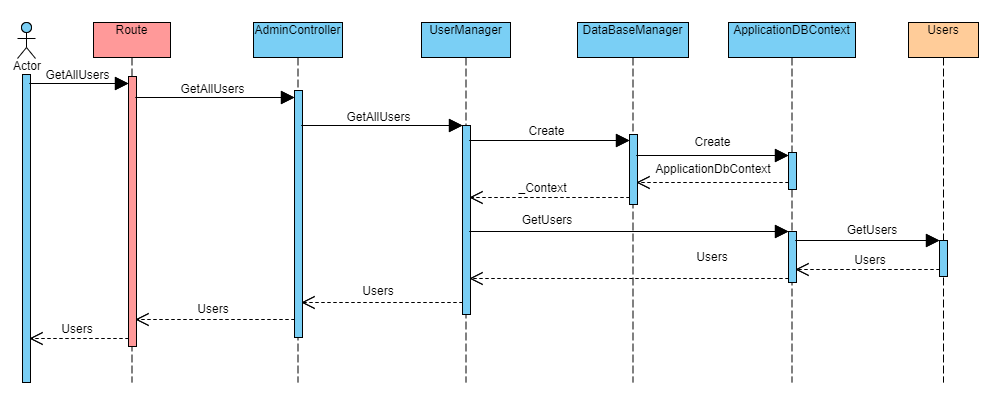 Route
AdminController
UserManager
DataBaseManager
ApplicationDBContext
Users
Actor
GetAllUsers
GetAllUsers
GetAllUsers
Create
Create
ApplicationDbContext
_Context
GetUsers
GetUsers
Users
Users
Users
Users
Users